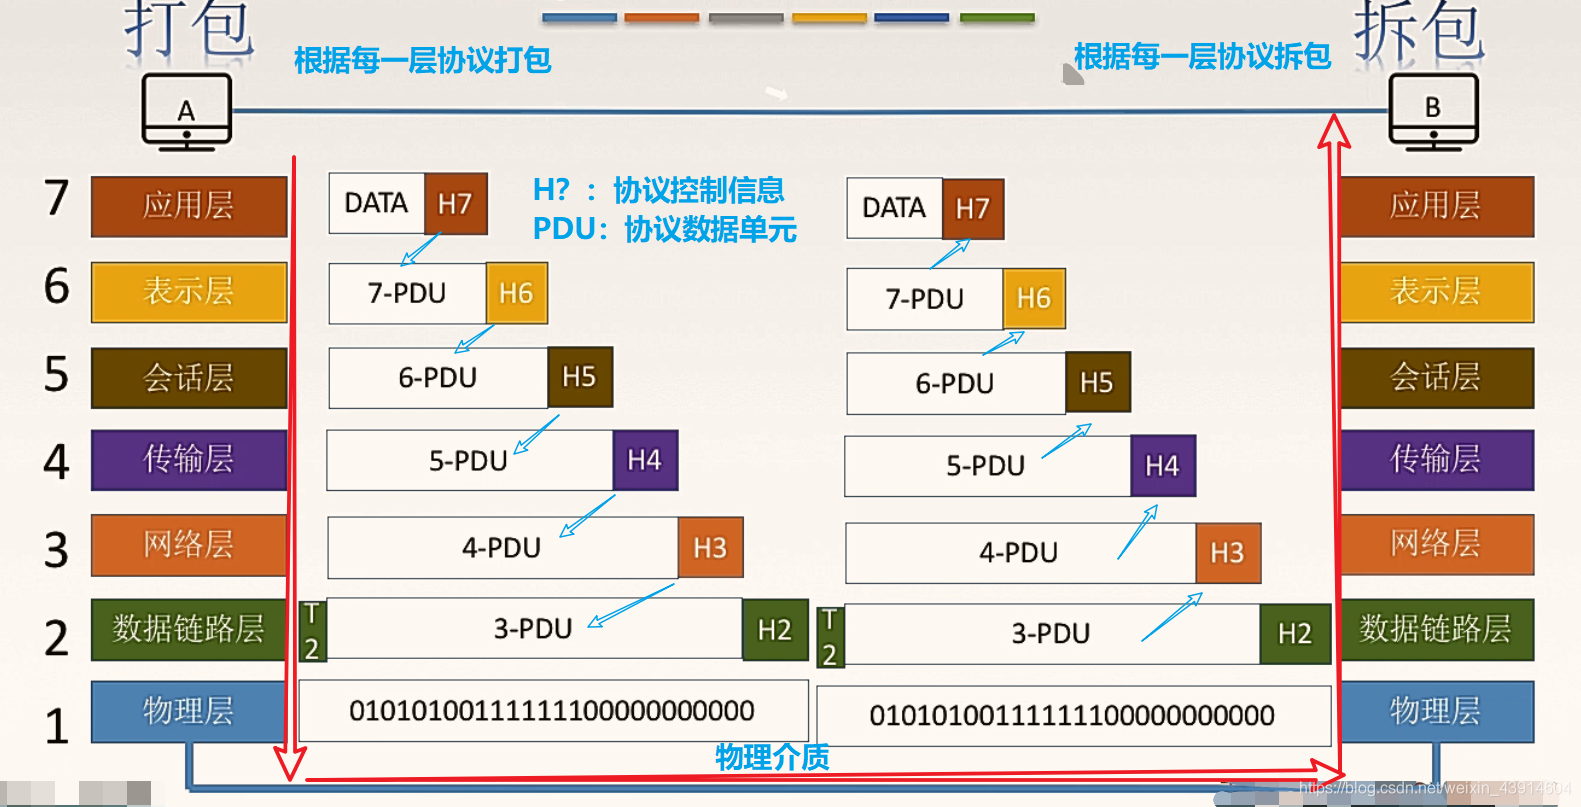 打包
拆包
根据每一层协议打包
根据每一层协议拆包
A
B
7
应用层
DATA
H7
H?：协议控制信息
PDU：协议数据单元
DATA
H7
应用层
6
表示层
7-PDU
H6
7-PDU
H6
表示层
5
会话层
6-PDU
H5
6-PDU
H5
会话层
4
传输层
5-PDU
H4
5-PDU
H4
传输层
3
网络层
4-PDU
H3
4-PDU
H3
网络层
2
数据链路层
T2
3-PDU
H2
T2
3-PDU
H2
数据链路层
1
物理层
0101010011111110000000000
0101010011111110000000000
物理层
物理介质
https://blog.csdn.net/weixin_43914604